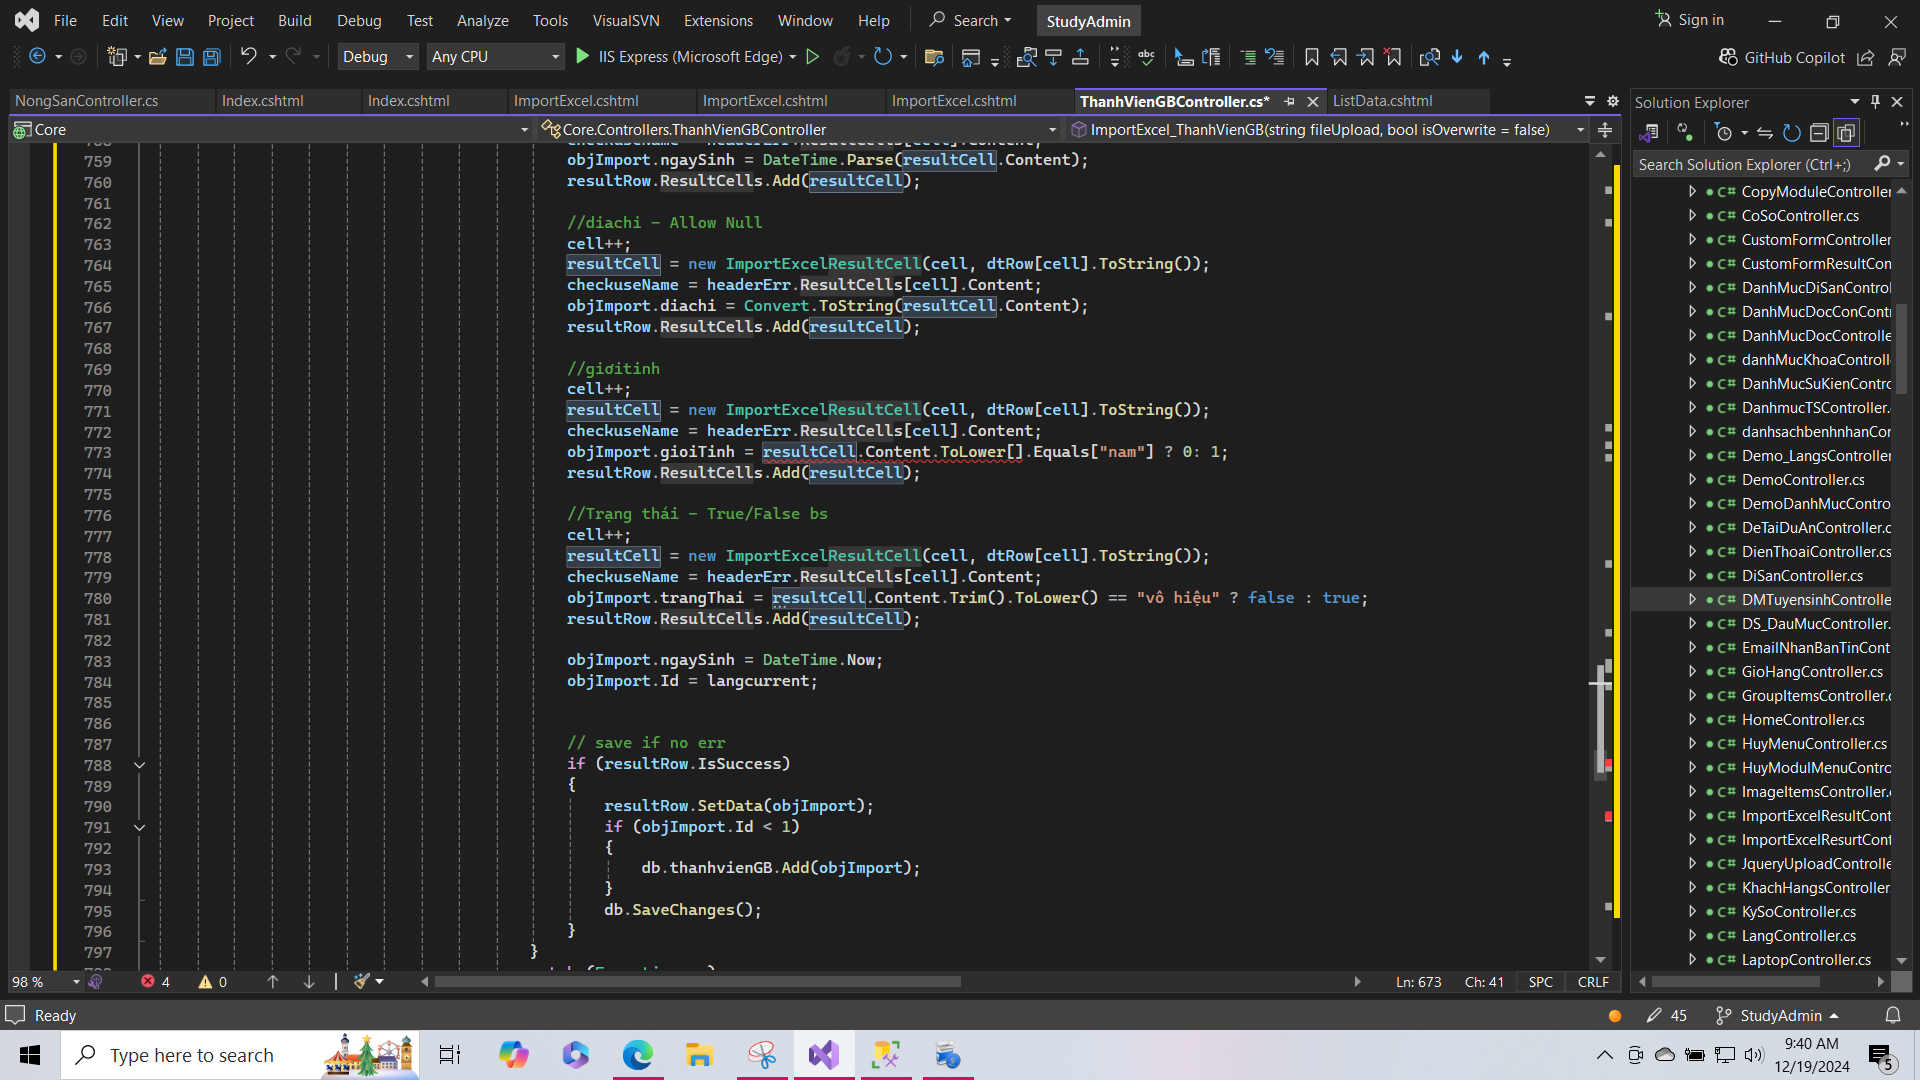 File Edit View Project Build Debug Test Analyze Tools VisualSVN Extensions Window Help Search StudyAdmin Sign in
Debug Any CPU IIS Express (Microsoft Edge) GitHub Copilot
NongSanController.cs Index.cshtml Index.cshtml ImportExcel.cshtml ImportExcel.cshtml ImportExcel.cshtml ThanhVienGBController.cs* ListData.cshtml
Core Core.Controllers.ThanhVienGBController ImportExcel_ThanhVienGB(string fileUpload, bool isOverwrite = false)
759 objImport.ngaySinh = DateTime.Parse(resultCell.Content);
760 resultRow.ResultCells.Add(resultCell);
761
762 //diachi - Allow Null
763 cell++;
764 resultCell = new ImportExcelResultCell(cell, dtRow[cell].ToString());
765 checkuseName = headerErr.ResultCells[cell].Content;
766 objImport.diachi = Convert.ToString(resultCell.Content);
767 resultRow.ResultCells.Add(resultCell);
768
769 //giơitinh
770 cell++;
771 resultCell = new ImportExcelResultCell(cell, dtRow[cell].ToString());
772 checkuseName = headerErr.ResultCells[cell].Content;
773 objImport.gioiTinh = resultCell.Content.ToLower[].Equals["nam"] ? 0: 1;
774 resultRow.ResultCells.Add(resultCell);
775
776 //Trạng thái - True/False bs
777 cell++;
778 resultCell = new ImportExcelResultCell(cell, dtRow[cell].ToString());
779 checkuseName = headerErr.ResultCells[cell].Content;
780 objImport.trangThai = resultCell.Content.Trim().ToLower() == "vô hiệu" ? false : true;
781 resultRow.ResultCells.Add(resultCell);
782
783 objImport.ngaySinh = DateTime.Now;
784 objImport.Id = langcurrent;
785
786
787 // save if no err
788 if (resultRow.IsSuccess)
789 {
790 resultRow.SetData(objImport);
791 if (objImport.Id < 1)
792 {
793 db.thanhvienGB.Add(objImport);
794 }
795 db.SaveChanges();
796 }
797 }
98 % 4 0 Ln: 673 Ch: 41 SPC CRLF
Solution Explorer
Search Solution Explorer (Ctrl+;)
C# CopyModuleController
C# CoSoController.cs
C# CustomFormController
C# CustomFormResultCon
C# DanhMucDiSanControl
C# DanhMucDocConContr
C# DanhMucDocControlle
C# danhMucKhoaControll
C# DanhMucSuKienContro
C# DanhmucTSController.
C# danhsachbenhnhanCor
C# Demo_LangsController
C# DemoController.cs
C# DemoDanhMucContro
C# DeTaiDuAnController.c
C# DienThoaiController.cs
C# DiSanController.cs
C# DMTuyensinhControlle
C# DS_DauMucController.
C# EmailNhanBanTinCont
C# GioHangController.cs
C# GroupItemsController.
C# HomeController.cs
C# HuyMenuController.cs
C# HuyModulMenuContro
C# ImageItemsController.
C# ImportExcelResultCont
C# ImportExcelResurtCont
C# JqueryUploadControlle
C# KhachHangsController
C# KySoController.cs
C# LangController.cs
C# LaptopController.cs
Ready 45 StudyAdmin
Type here to search
9:40 AM
12/19/2024
5